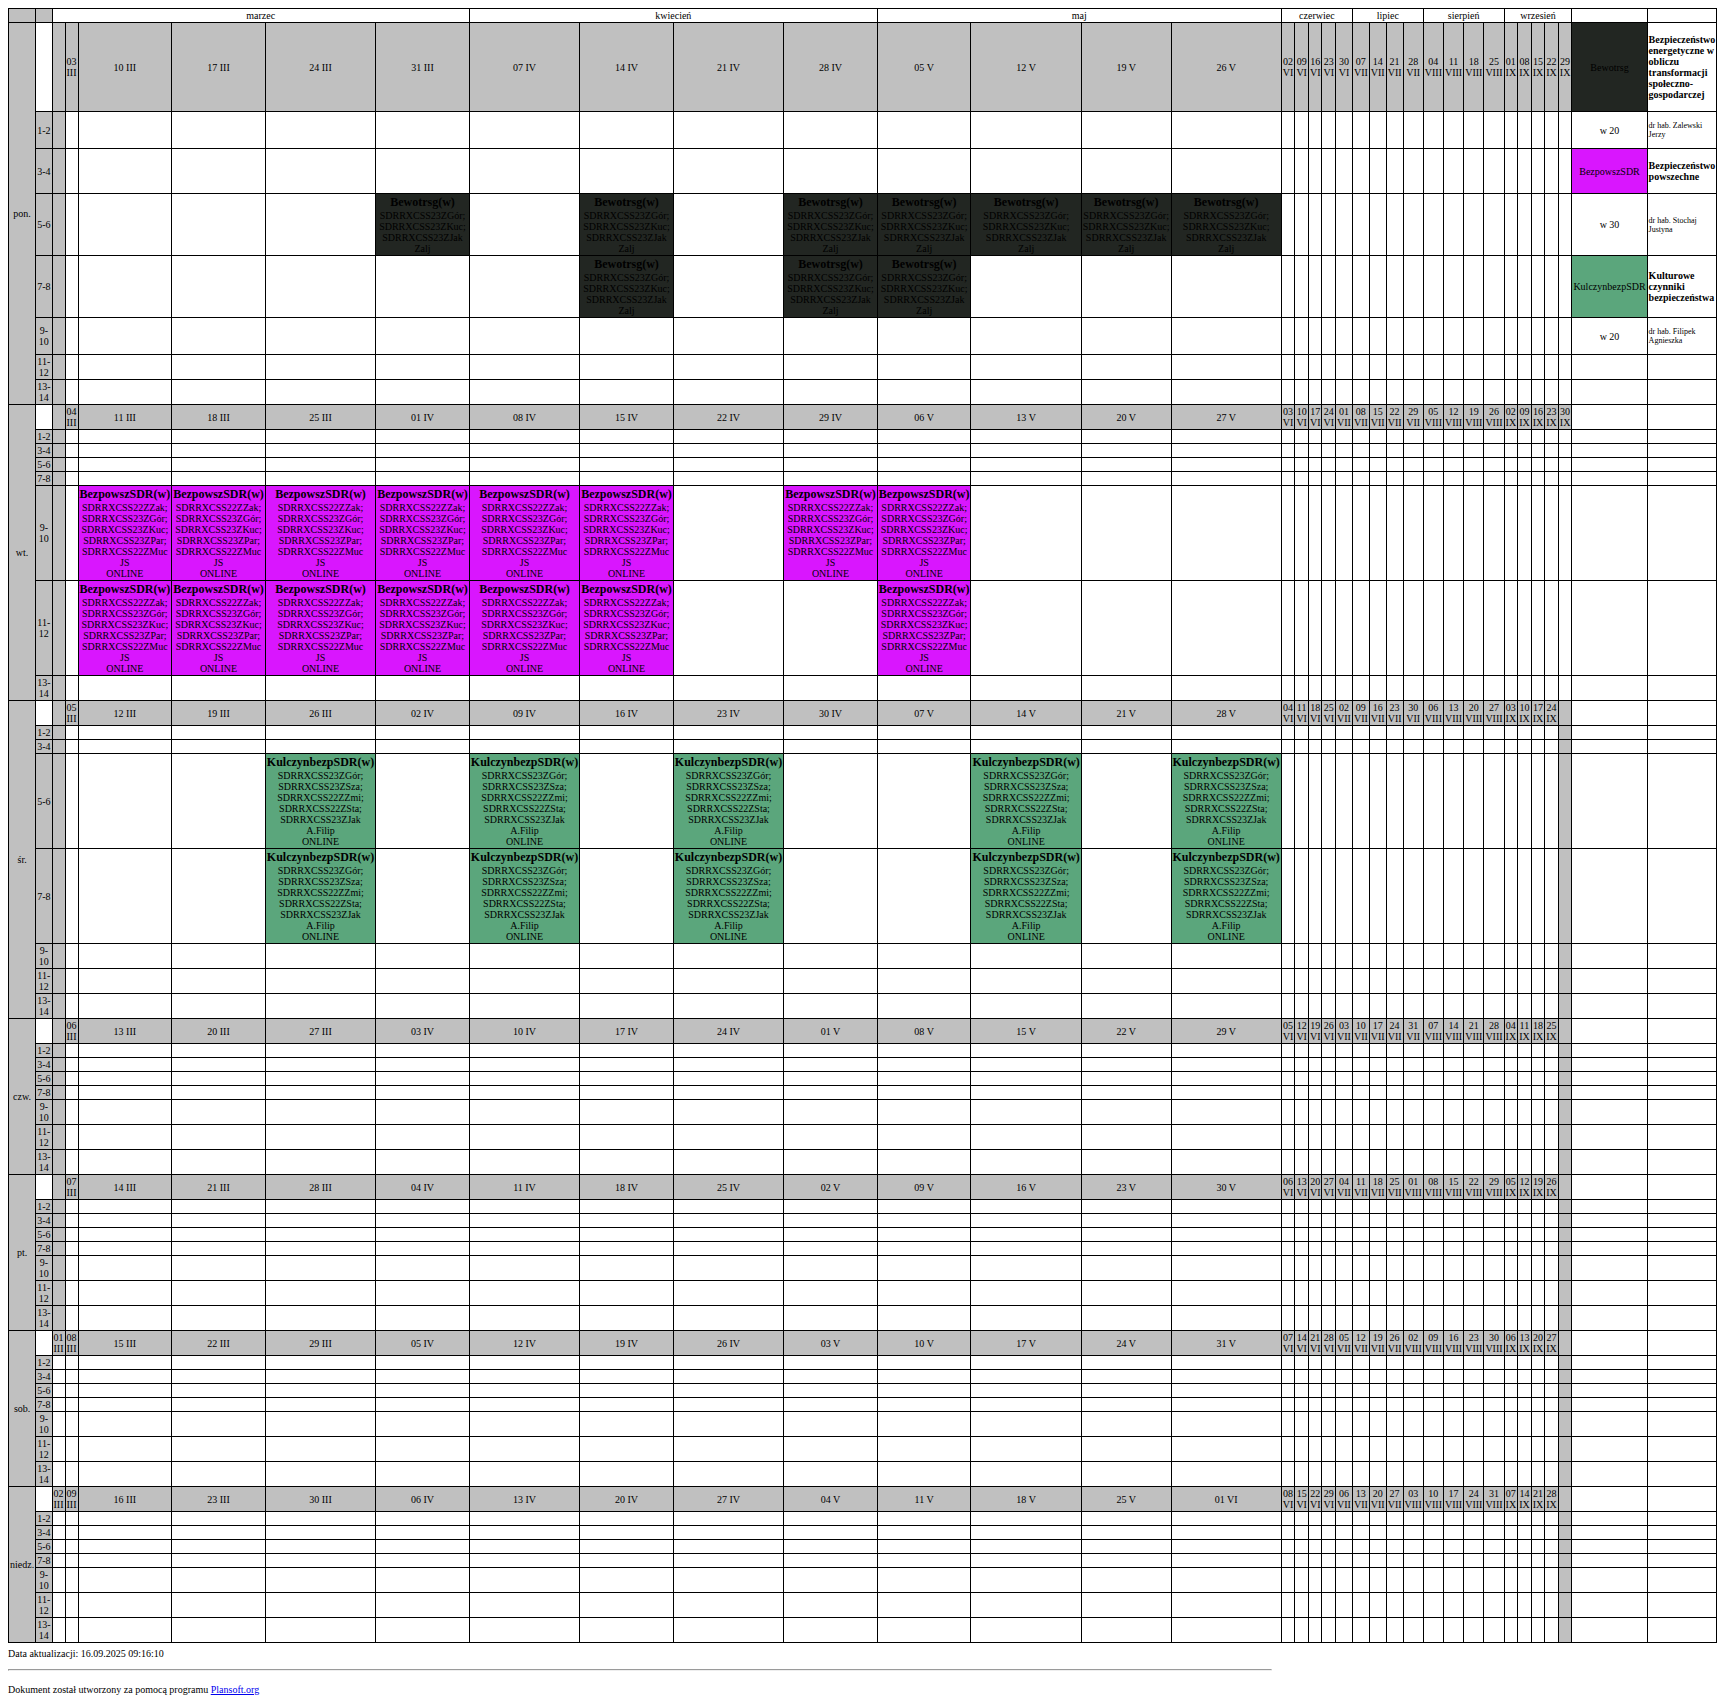 marzec kwiecień maj czerwiec lipiec sierpień wrzesień
pon. 03 III 10 III 17 III 24 III 31 III 07 IV 14 IV 21 IV 28 IV 05 V 12 V 19 V 26 V 02 VI 09 VI 16 VI 23 VI 30 VI 07 VII 14 VII 21 VII 28 VII 04 VIII 11 VIII 18 VIII 25 VIII 01 IX 08 IX 15 IX 22 IX 29 IX Bewotrsg Bezpieczeństwo energetyczne w obliczu transformacji społeczno-gospodarczej
1-2 w 20 dr hab. Zalewski Jerzy
3-4 BezpowszSDR Bezpieczeństwo powszechne
5-6 Bewotrsg(w) Bewotrsg(w) Bewotrsg(w) Bewotrsg(w) Bewotrsg(w) Bewotrsg(w) Bewotrsg(w) w 30 dr hab. Stochaj Justyna
SDRRXCSS23ZGór; SDRRXCSS23ZGór; SDRRXCSS23ZGór; SDRRXCSS23ZGór; SDRRXCSS23ZGór; SDRRXCSS23ZGór; SDRRXCSS23ZGór;
SDRRXCSS23ZKuc; SDRRXCSS23ZKuc; SDRRXCSS23ZKuc; SDRRXCSS23ZKuc; SDRRXCSS23ZKuc; SDRRXCSS23ZKuc; SDRRXCSS23ZKuc;
SDRRXCSS23ZJak SDRRXCSS23ZJak SDRRXCSS23ZJak SDRRXCSS23ZJak SDRRXCSS23ZJak SDRRXCSS23ZJak SDRRXCSS23ZJak
Zalj Zalj Zalj Zalj Zalj Zalj Zalj
7-8 Bewotrsg(w) Bewotrsg(w) Bewotrsg(w) KulczynbezpSDR Kulturowe czynniki bezpieczeństwa
SDRRXCSS23ZGór; SDRRXCSS23ZGór; SDRRXCSS23ZGór;
SDRRXCSS23ZKuc; SDRRXCSS23ZKuc; SDRRXCSS23ZKuc;
SDRRXCSS23ZJak SDRRXCSS23ZJak SDRRXCSS23ZJak
Zalj Zalj Zalj
9-10 w 20 dr hab. Filipek Agnieszka
11-12
13-14
wt. 04 III 11 III 18 III 25 III 01 IV 08 IV 15 IV 22 IV 29 IV 06 V 13 V 20 V 27 V 03 VI 10 VI 17 VI 24 VI 01 VII 08 VII 15 VII 22 VII 29 VII 05 VIII 12 VIII 19 VIII 26 VIII 02 IX 09 IX 16 IX 23 IX 30 IX
1-2
3-4
5-6
7-8
9-10 BezpowszSDR(w) BezpowszSDR(w) BezpowszSDR(w) BezpowszSDR(w) BezpowszSDR(w) BezpowszSDR(w) BezpowszSDR(w) BezpowszSDR(w)
SDRRXCSS22ZZak; SDRRXCSS22ZZak; SDRRXCSS22ZZak; SDRRXCSS22ZZak; SDRRXCSS22ZZak; SDRRXCSS22ZZak; SDRRXCSS22ZZak; SDRRXCSS22ZZak;
SDRRXCSS23ZGór; SDRRXCSS23ZGór; SDRRXCSS23ZGór; SDRRXCSS23ZGór; SDRRXCSS23ZGór; SDRRXCSS23ZGór; SDRRXCSS23ZGór; SDRRXCSS23ZGór;
SDRRXCSS23ZKuc; SDRRXCSS23ZKuc; SDRRXCSS23ZKuc; SDRRXCSS23ZKuc; SDRRXCSS23ZKuc; SDRRXCSS23ZKuc; SDRRXCSS23ZKuc; SDRRXCSS23ZKuc;
SDRRXCSS23ZPar; SDRRXCSS23ZPar; SDRRXCSS23ZPar; SDRRXCSS23ZPar; SDRRXCSS23ZPar; SDRRXCSS23ZPar; SDRRXCSS23ZPar; SDRRXCSS23ZPar;
SDRRXCSS22ZMuc SDRRXCSS22ZMuc SDRRXCSS22ZMuc SDRRXCSS22ZMuc SDRRXCSS22ZMuc SDRRXCSS22ZMuc SDRRXCSS22ZMuc SDRRXCSS22ZMuc
JS JS JS JS JS JS JS JS
ONLINE ONLINE ONLINE ONLINE ONLINE ONLINE ONLINE ONLINE
11-12 BezpowszSDR(w) BezpowszSDR(w) BezpowszSDR(w) BezpowszSDR(w) BezpowszSDR(w) BezpowszSDR(w) BezpowszSDR(w)
SDRRXCSS22ZZak; SDRRXCSS22ZZak; SDRRXCSS22ZZak; SDRRXCSS22ZZak; SDRRXCSS22ZZak; SDRRXCSS22ZZak; SDRRXCSS22ZZak;
SDRRXCSS23ZGór; SDRRXCSS23ZGór; SDRRXCSS23ZGór; SDRRXCSS23ZGór; SDRRXCSS23ZGór; SDRRXCSS23ZGór; SDRRXCSS23ZGór;
SDRRXCSS23ZKuc; SDRRXCSS23ZKuc; SDRRXCSS23ZKuc; SDRRXCSS23ZKuc; SDRRXCSS23ZKuc; SDRRXCSS23ZKuc; SDRRXCSS23ZKuc;
SDRRXCSS23ZPar; SDRRXCSS23ZPar; SDRRXCSS23ZPar; SDRRXCSS23ZPar; SDRRXCSS23ZPar; SDRRXCSS23ZPar; SDRRXCSS23ZPar;
SDRRXCSS22ZMuc SDRRXCSS22ZMuc SDRRXCSS22ZMuc SDRRXCSS22ZMuc SDRRXCSS22ZMuc SDRRXCSS22ZMuc SDRRXCSS22ZMuc
JS JS JS JS JS JS JS
ONLINE ONLINE ONLINE ONLINE ONLINE ONLINE ONLINE
13-14
śr. 05 III 12 III 19 III 26 III 02 IV 09 IV 16 IV 23 IV 30 IV 07 V 14 V 21 V 28 V 04 VI 11 VI 18 VI 25 VI 02 VII 09 VII 16 VII 23 VII 30 VII 06 VIII 13 VIII 20 VIII 27 VIII 03 IX 10 IX 17 IX 24 IX
1-2
3-4
5-6 KulczynbezpSDR(w) KulczynbezpSDR(w) KulczynbezpSDR(w) KulczynbezpSDR(w) KulczynbezpSDR(w)
SDRRXCSS23ZGór; SDRRXCSS23ZGór; SDRRXCSS23ZGór; SDRRXCSS23ZGór; SDRRXCSS23ZGór;
SDRRXCSS23ZSza; SDRRXCSS23ZSza; SDRRXCSS23ZSza; SDRRXCSS23ZSza; SDRRXCSS23ZSza;
SDRRXCSS22ZZmi; SDRRXCSS22ZZmi; SDRRXCSS22ZZmi; SDRRXCSS22ZZmi; SDRRXCSS22ZZmi;
SDRRXCSS22ZSta; SDRRXCSS22ZSta; SDRRXCSS22ZSta; SDRRXCSS22ZSta; SDRRXCSS22ZSta;
SDRRXCSS23ZJak SDRRXCSS23ZJak SDRRXCSS23ZJak SDRRXCSS23ZJak SDRRXCSS23ZJak
A.Filip A.Filip A.Filip A.Filip A.Filip
ONLINE ONLINE ONLINE ONLINE ONLINE
7-8 KulczynbezpSDR(w) KulczynbezpSDR(w) KulczynbezpSDR(w) KulczynbezpSDR(w) KulczynbezpSDR(w)
SDRRXCSS23ZGór; SDRRXCSS23ZGór; SDRRXCSS23ZGór; SDRRXCSS23ZGór; SDRRXCSS23ZGór;
SDRRXCSS23ZSza; SDRRXCSS23ZSza; SDRRXCSS23ZSza; SDRRXCSS23ZSza; SDRRXCSS23ZSza;
SDRRXCSS22ZZmi; SDRRXCSS22ZZmi; SDRRXCSS22ZZmi; SDRRXCSS22ZZmi; SDRRXCSS22ZZmi;
SDRRXCSS22ZSta; SDRRXCSS22ZSta; SDRRXCSS22ZSta; SDRRXCSS22ZSta; SDRRXCSS22ZSta;
SDRRXCSS23ZJak SDRRXCSS23ZJak SDRRXCSS23ZJak SDRRXCSS23ZJak SDRRXCSS23ZJak
A.Filip A.Filip A.Filip A.Filip A.Filip
ONLINE ONLINE ONLINE ONLINE ONLINE
9-10
11-12
13-14
czw. 06 III 13 III 20 III 27 III 03 IV 10 IV 17 IV 24 IV 01 V 08 V 15 V 22 V 29 V 05 VI 12 VI 19 VI 26 VI 03 VII 10 VII 17 VII 24 VII 31 VII 07 VIII 14 VIII 21 VIII 28 VIII 04 IX 11 IX 18 IX 25 IX
1-2
3-4
5-6
7-8
9-10
11-12
13-14
pt. 07 III 14 III 21 III 28 III 04 IV 11 IV 18 IV 25 IV 02 V 09 V 16 V 23 V 30 V 06 VI 13 VI 20 VI 27 VI 04 VII 11 VII 18 VII 25 VII 01 VIII 08 VIII 15 VIII 22 VIII 29 VIII 05 IX 12 IX 19 IX 26 IX
1-2
3-4
5-6
7-8
9-10
11-12
13-14
sob. 01 III 08 III 15 III 22 III 29 III 05 IV 12 IV 19 IV 26 IV 03 V 10 V 17 V 24 V 31 V 07 VI 14 VI 21 VI 28 VI 05 VII 12 VII 19 VII 26 VII 02 VIII 09 VIII 16 VIII 23 VIII 30 VIII 06 IX 13 IX 20 IX 27 IX
1-2
3-4
5-6
7-8
9-10
11-12
13-14
niedz 02 III 09 III 16 III 23 III 30 III 06 IV 13 IV 20 IV 27 IV 04 V 11 V 18 V 25 V 01 VI 08 VI 15 VI 22 VI 29 VI 06 VII 13 VII 20 VII 27 VII 03 VIII 10 VIII 17 VIII 24 VIII 31 VIII 07 IX 14 IX 21 IX 28 IX
1-2
3-4
5-6
7-8
9-10
11-12
13-14
Data aktualizacji: 16.09.2025 09:16:10
Dokument został utworzony za pomocą programu Plansoft.org